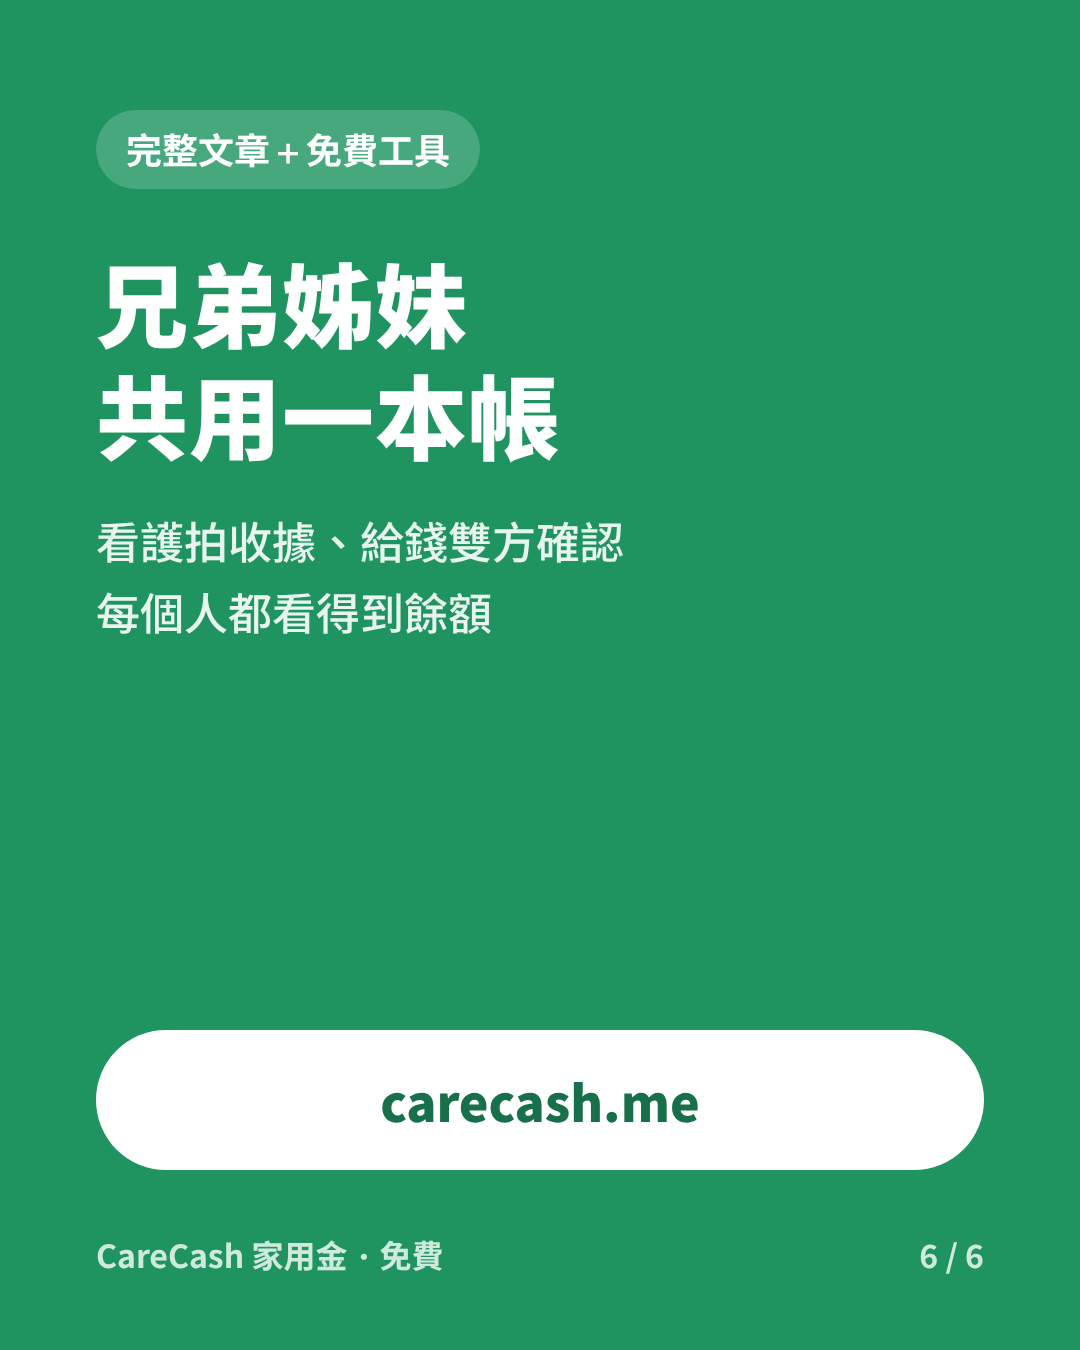 完整文章＋免費工具
兄弟姊妹
共用一本帳
看護拍收據、給錢雙方確認
每個人都看得到餘額
carecash.me
CareCash 家用金・免費
6 / 6